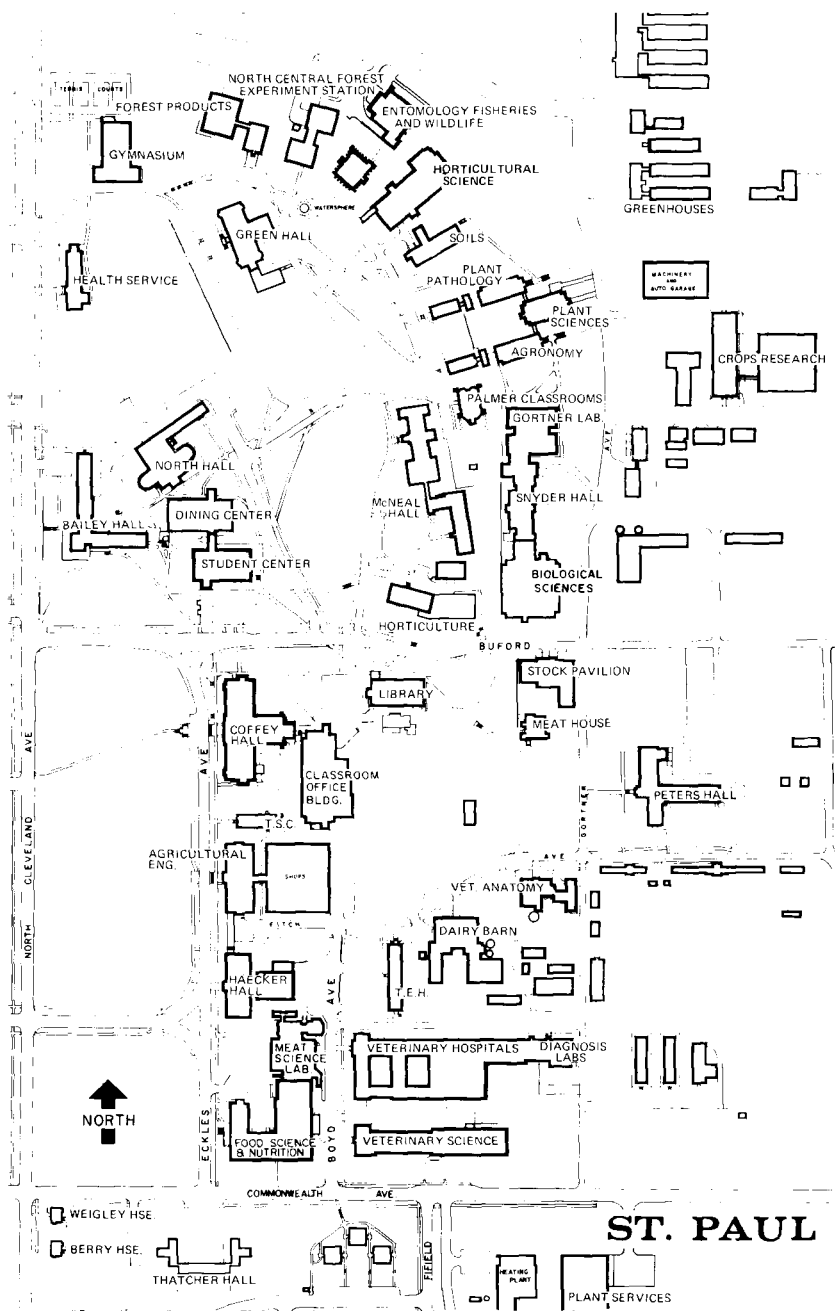 NORTH CENTRAL FOREST
EXPERIMENT STATION
TENNIS COURTS
FOREST PRODUCTS
ENTOMOLOGY FISHERIES
AND WILDLIFE
GYMNASIUM
HORTICULTURAL
SCIENCE
WATERSPHERE
GREENHOUSES
GREEN HALL
SOILS
HEALTH SERVICE
PLANT
PATHOLOGY
MACHINERY
AND
AUTO GARAGE
PLANT
SCIENCES
AGRONOMY
CROPS RESEARCH
PALMER CLASSROOMS
GORTNER LAB.
AVE
NORTH HALL
McNEAL
HALL
SNYDER HALL
DINING CENTER
BAILEY HALL
STUDENT CENTER
BIOLOGICAL
SCIENCES
HORTICULTURE
BUFORD
STOCK PAVILION
LIBRARY
MEAT HOUSE
COFFEY
HALL
AVE
AVE
CLASSROOM
OFFICE
BLDG.
PETERS HALL
GORTNER
T.S.C.
NORTH CLEVELAND
AGRICULTURAL
ENG.
SHOPS
AVE
VET. ANATOMY
FITCH
DAIRY BARN
HAECKER
HALL
AVE
T.E.H.
MEAT
SCIENCE
LAB.
VETERINARY HOSPITALS
DIAGNOSIS
LABS
NORTH
ECKLES
FOOD SCIENCE
& NUTRITION
BOYD
VETERINARY SCIENCE
COMMONWEALTH AVE.
WEIGLEY HSE.
BERRY HSE.
THATCHER HALL
FIFIELD
ST. PAUL
HEATING
PLANT
PLANT SERVICES